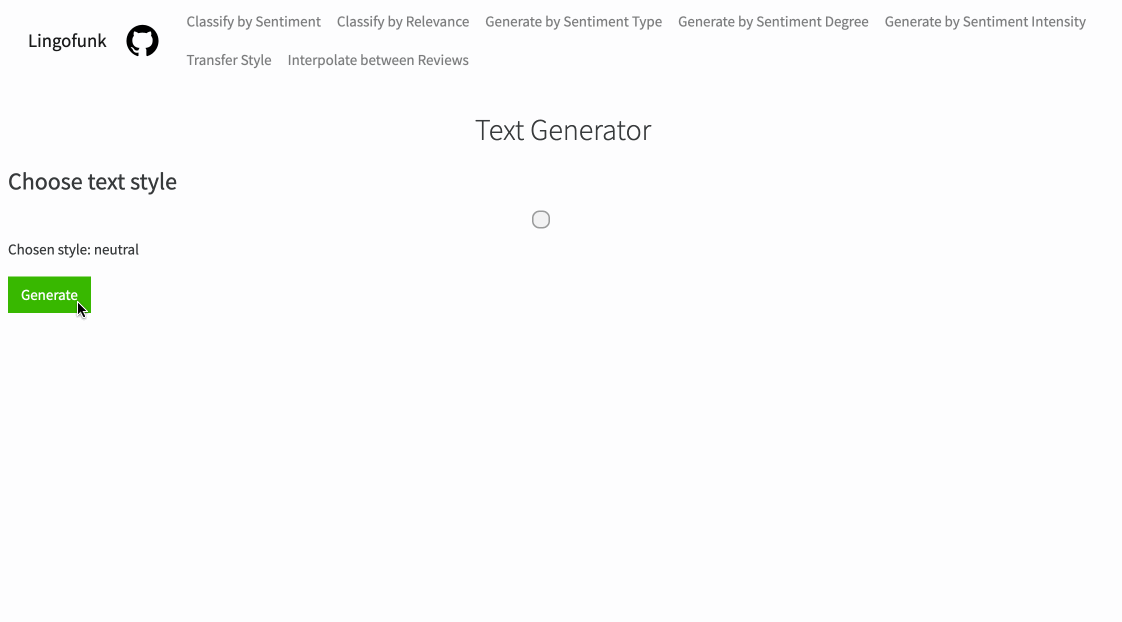 Lingofunk
Classify by Sentiment Classify by Relevance Generate by Sentiment Type Generate by Sentiment Degree Generate by Sentiment Intensity
Transfer Style Interpolate between Reviews
Text Generator
Choose text style
Chosen style: neutral
Generate